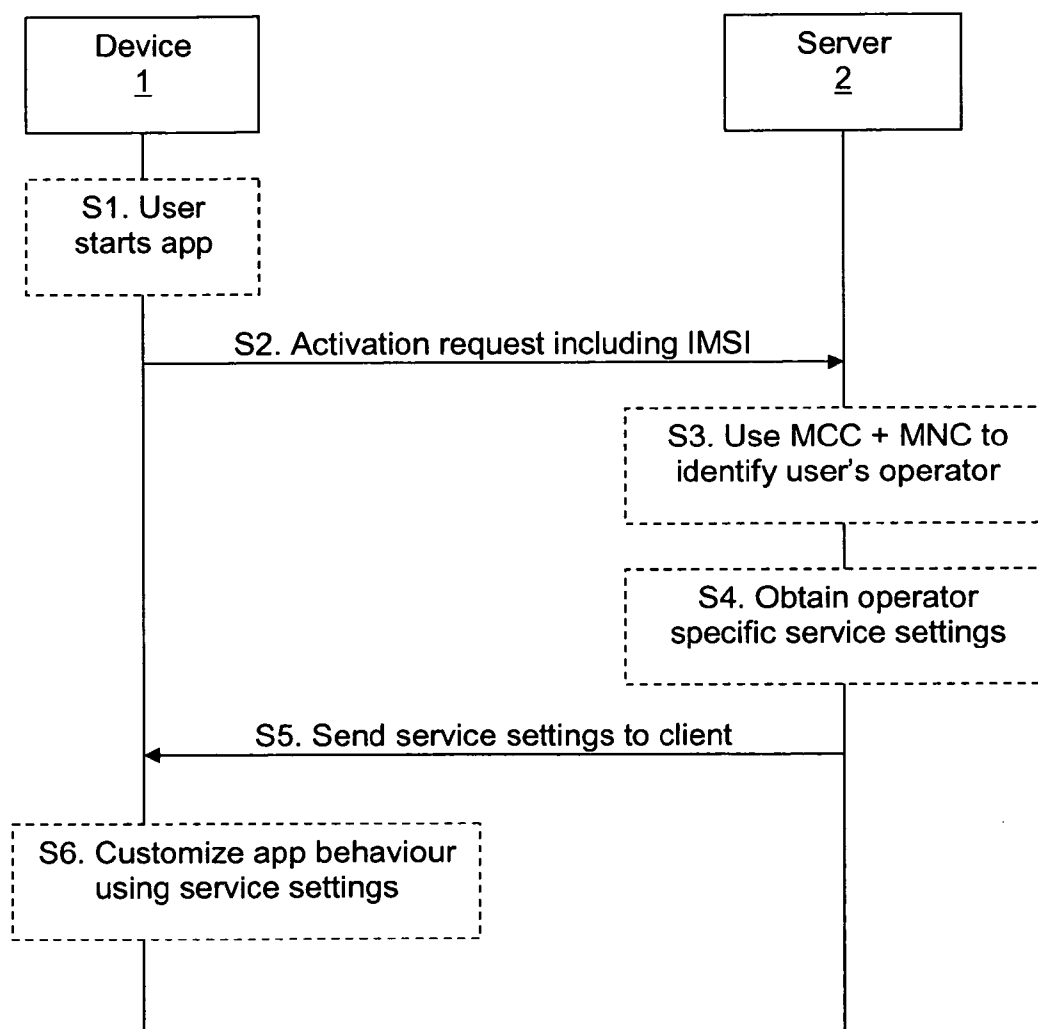 Device
1
Server
2
S1. User
starts app
S2. Activation request including IMSI
S3. Use MCC + MNC to
identify user's operator
S4. Obtain operator
specific service settings
S5. Send service settings to client
S6. Customize app behaviour
using service settings